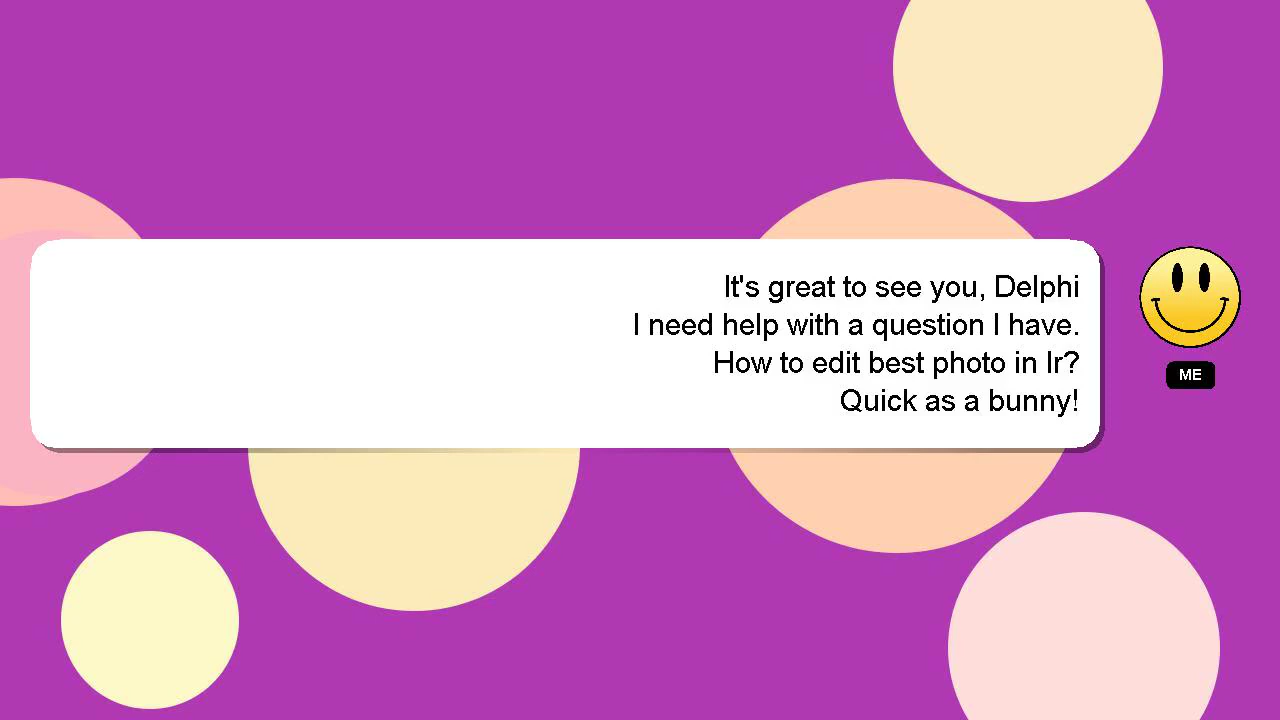 It's great to see you, Delphi
I need help with a question I have.
How to edit best photo in lr?
Quick as a bunny!
ME